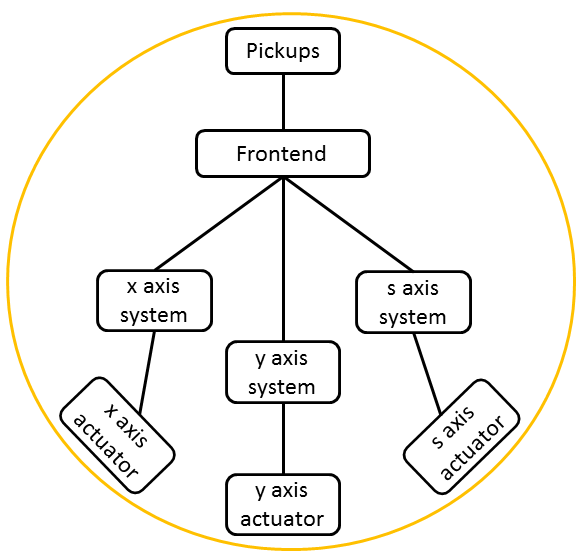 Pickups
Frontend
x axis
system
s axis
system
y axis
system
x axis
actuator
s axis
actuator
y axis
actuator